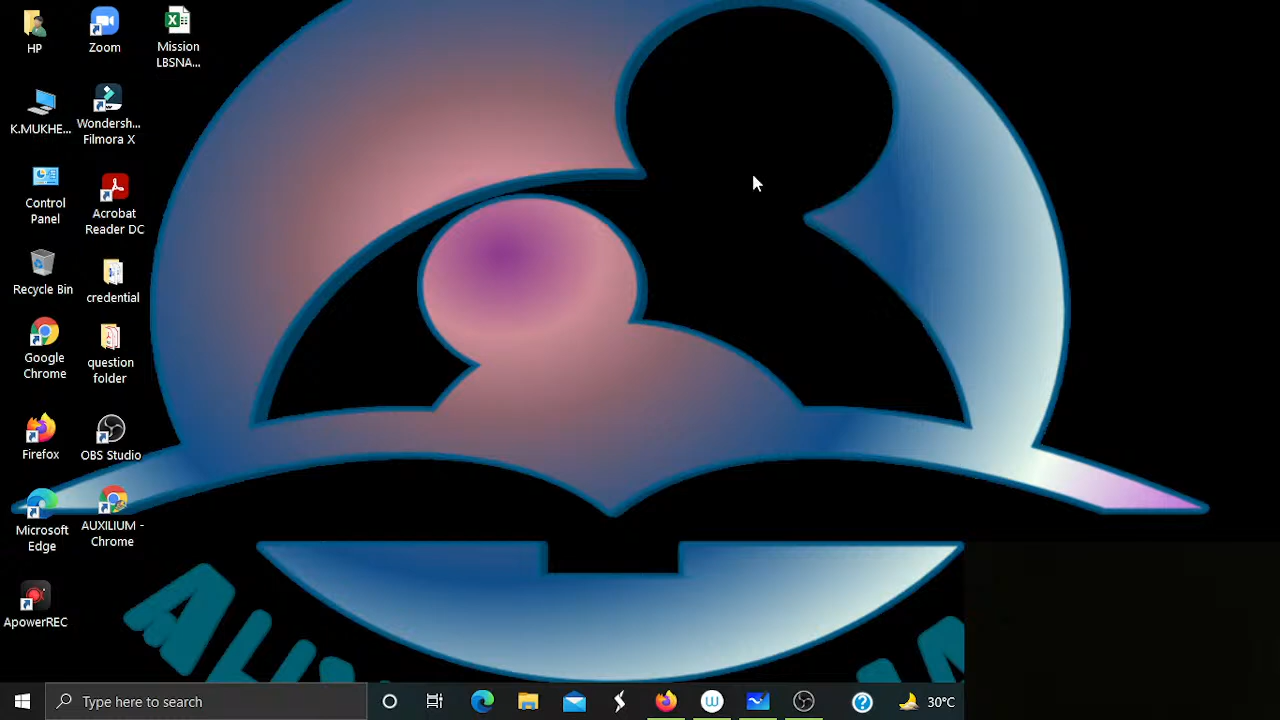 HP
Zoom
Mission
LBSNA...
K.MUKHE...
Wondersh...
Filmora X
Control
Panel
Acrobat
Reader DC
Recycle Bin
credential
Google
Chrome
question
folder
Firefox
OBS Studio
Microsoft
Edge
AUXILIUM -
Chrome
ApowerREC
Type here to search
30°C